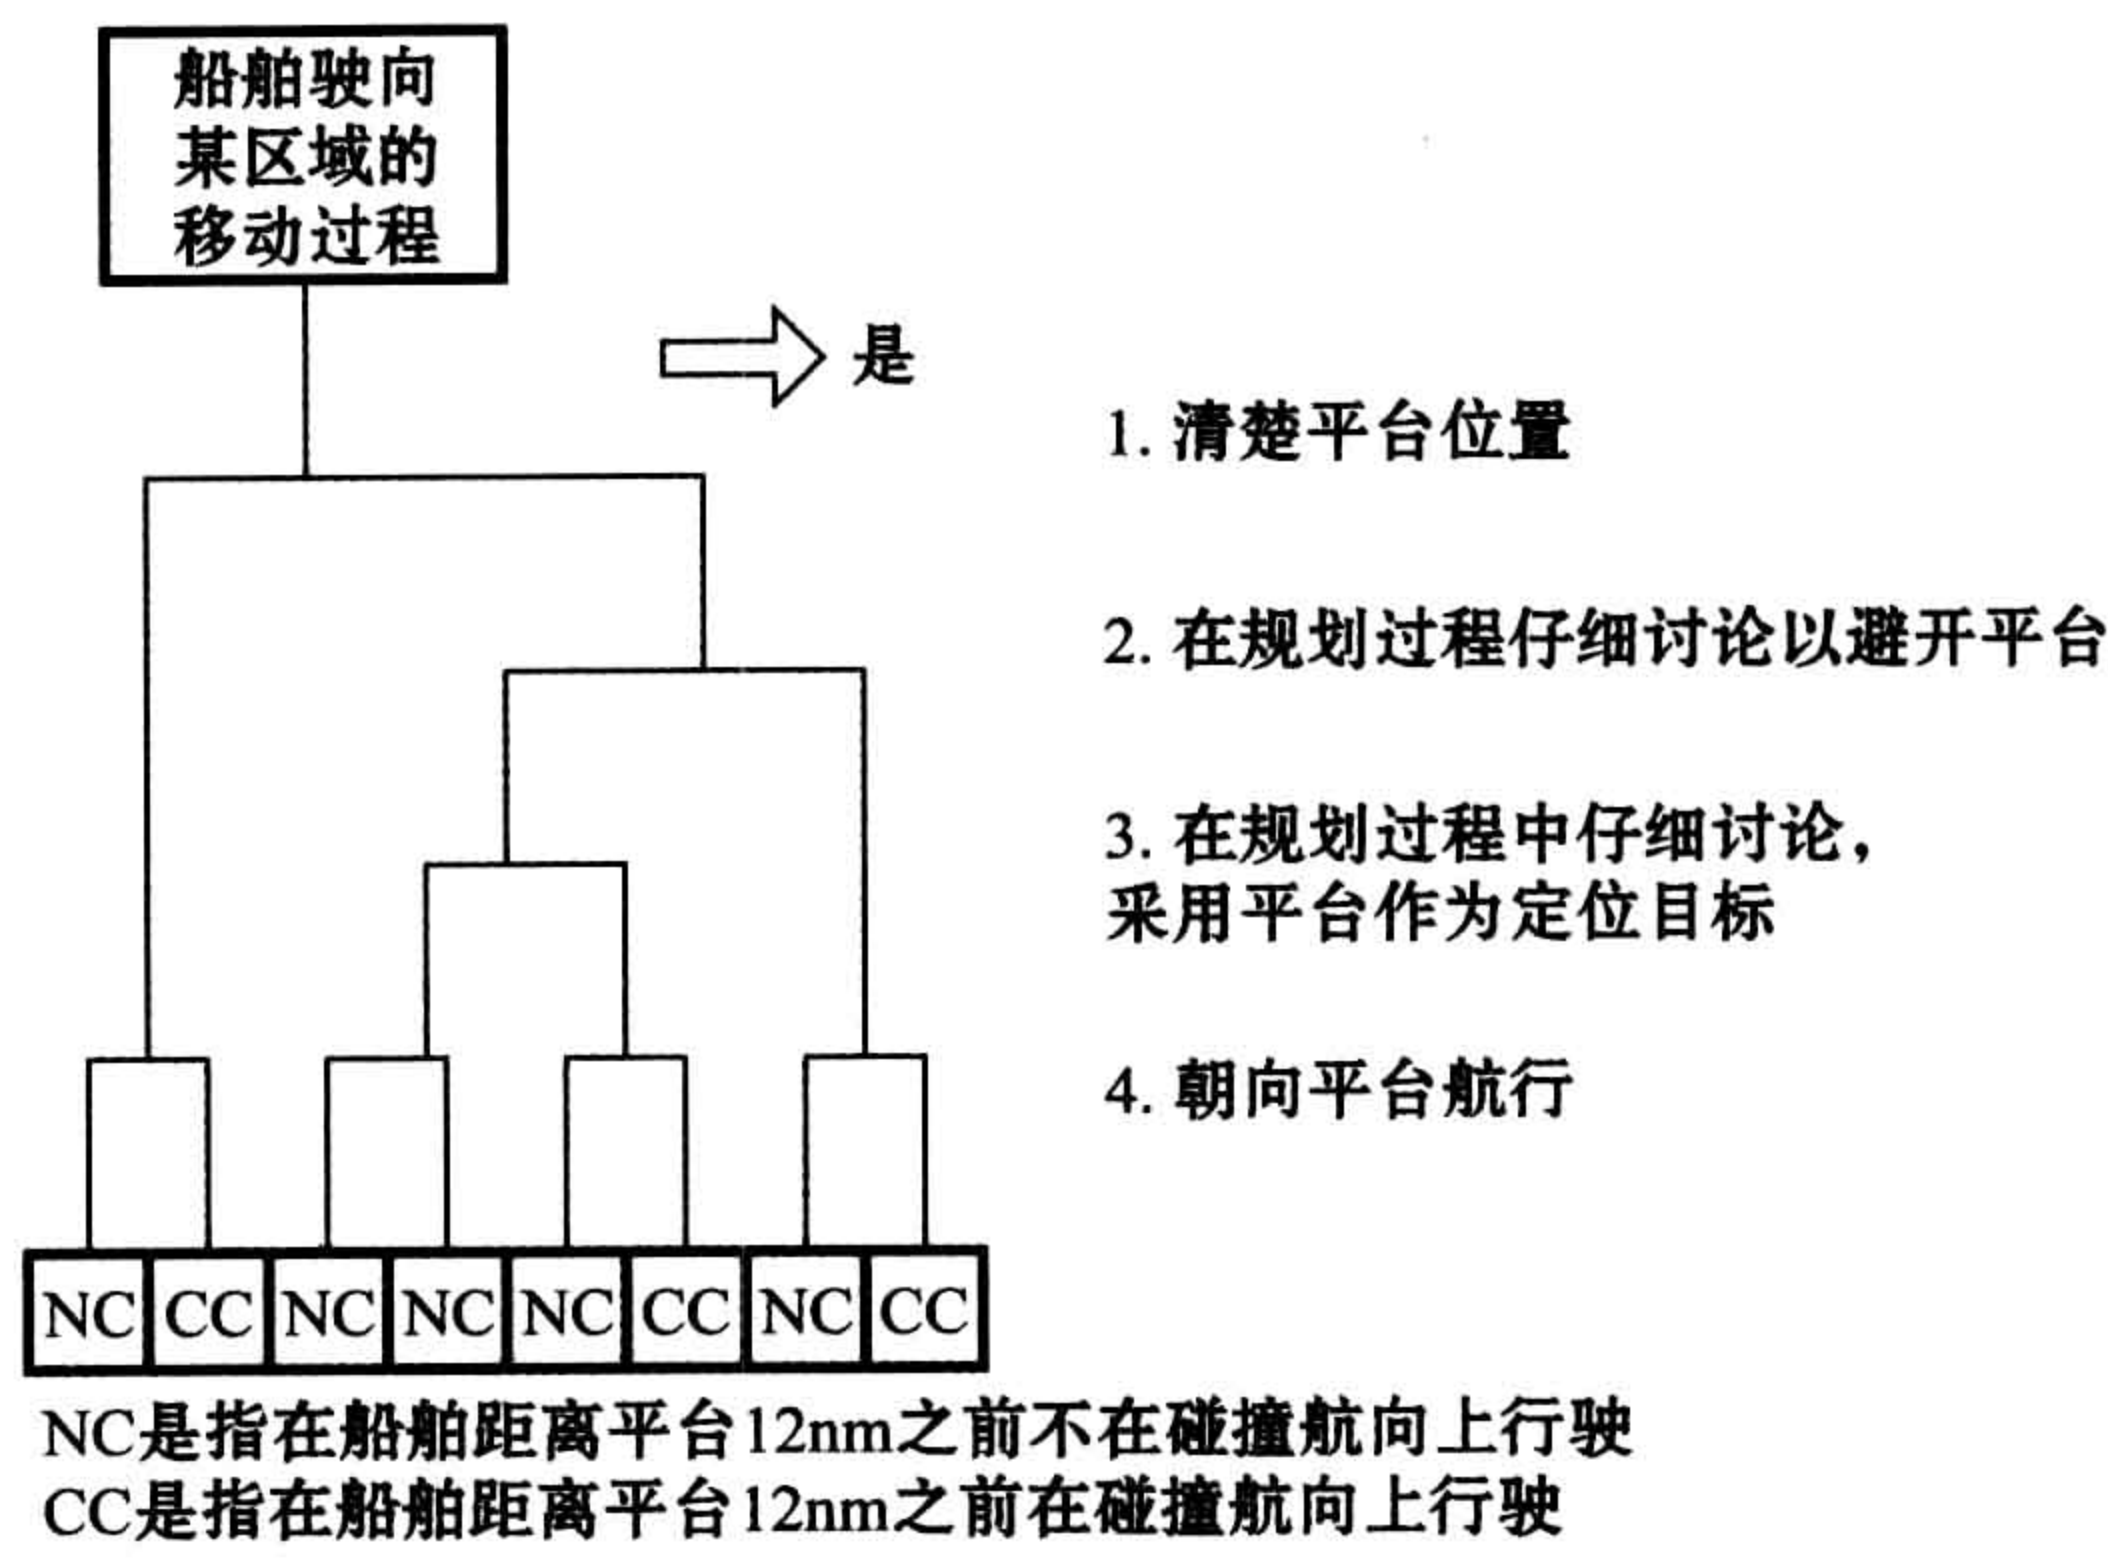 船舶驶向
某区域的
移动过程
是
1. 清楚平台位置
2. 在规划过程仔细讨论以避开平台
3. 在规划过程中仔细讨论，
采用平台作为定位目标
4. 朝向平台航行
NC CC NC NC NC CC NC CC
NC是指在船舶距离平台12nm之前不在碰撞航向上行驶
CC是指在船舶距离平台12nm之前在碰撞航向上行驶